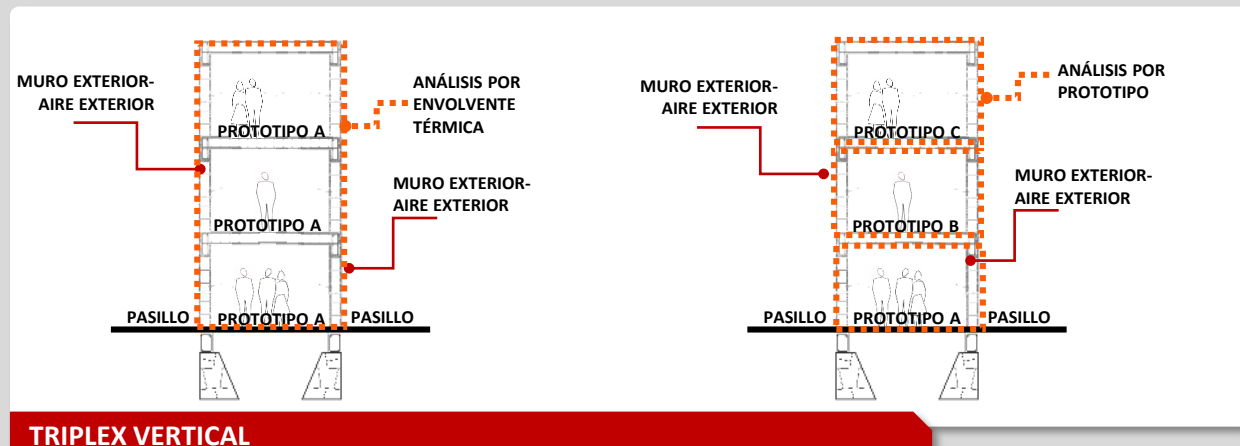 MURO EXTERIOR-
AIRE EXTERIOR
ANÁLISIS POR
ENVOLVENTE
TÉRMICA
PROTOTIPO A
MURO EXTERIOR-
AIRE EXTERIOR
PROTOTIPO A
PASILLO
PROTOTIPO A
PASILLO
MURO EXTERIOR-
AIRE EXTERIOR
ANÁLISIS POR
PROTOTIPO
PROTOTIPO C
MURO EXTERIOR-
AIRE EXTERIOR
PROTOTIPO B
PASILLO
PROTOTIPO A
PASILLO
TRIPLEX VERTICAL